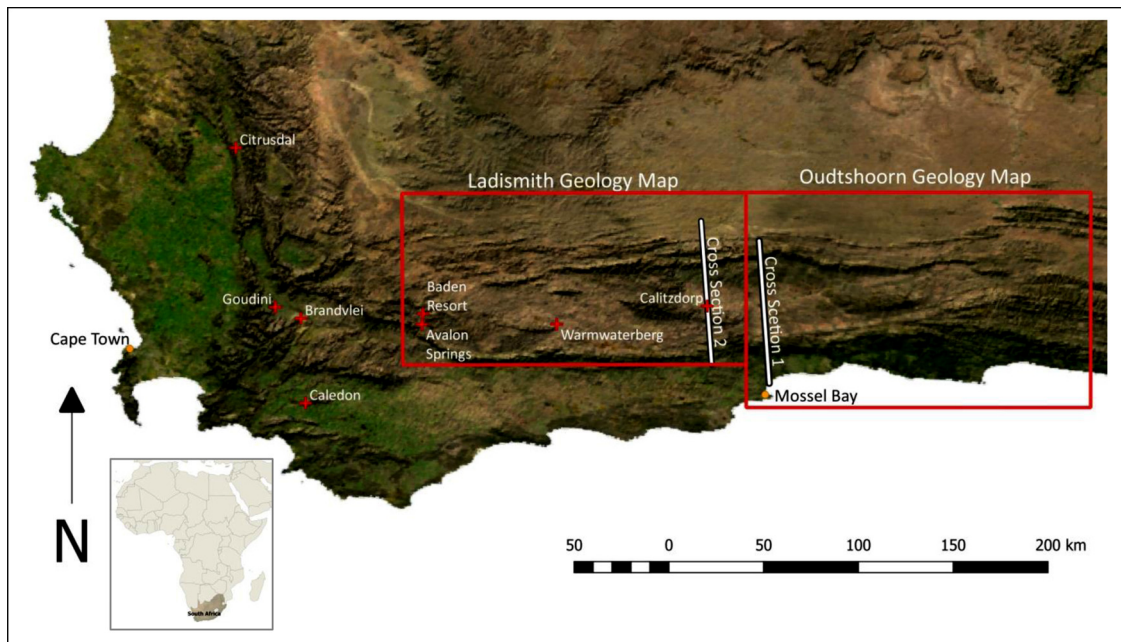 Citrusdal
Ladismith Geology Map
Oudtshoorn Geology Map
Cross Section 2
Cross Scetion 1
Baden
Resort
Goudini
Brandvlei
Calitzdorp
Cape Town
Avalon
Springs
Warmwaterberg
Caledon
Mossel Bay
N
South Africa
50 0 50 100 150 200 km